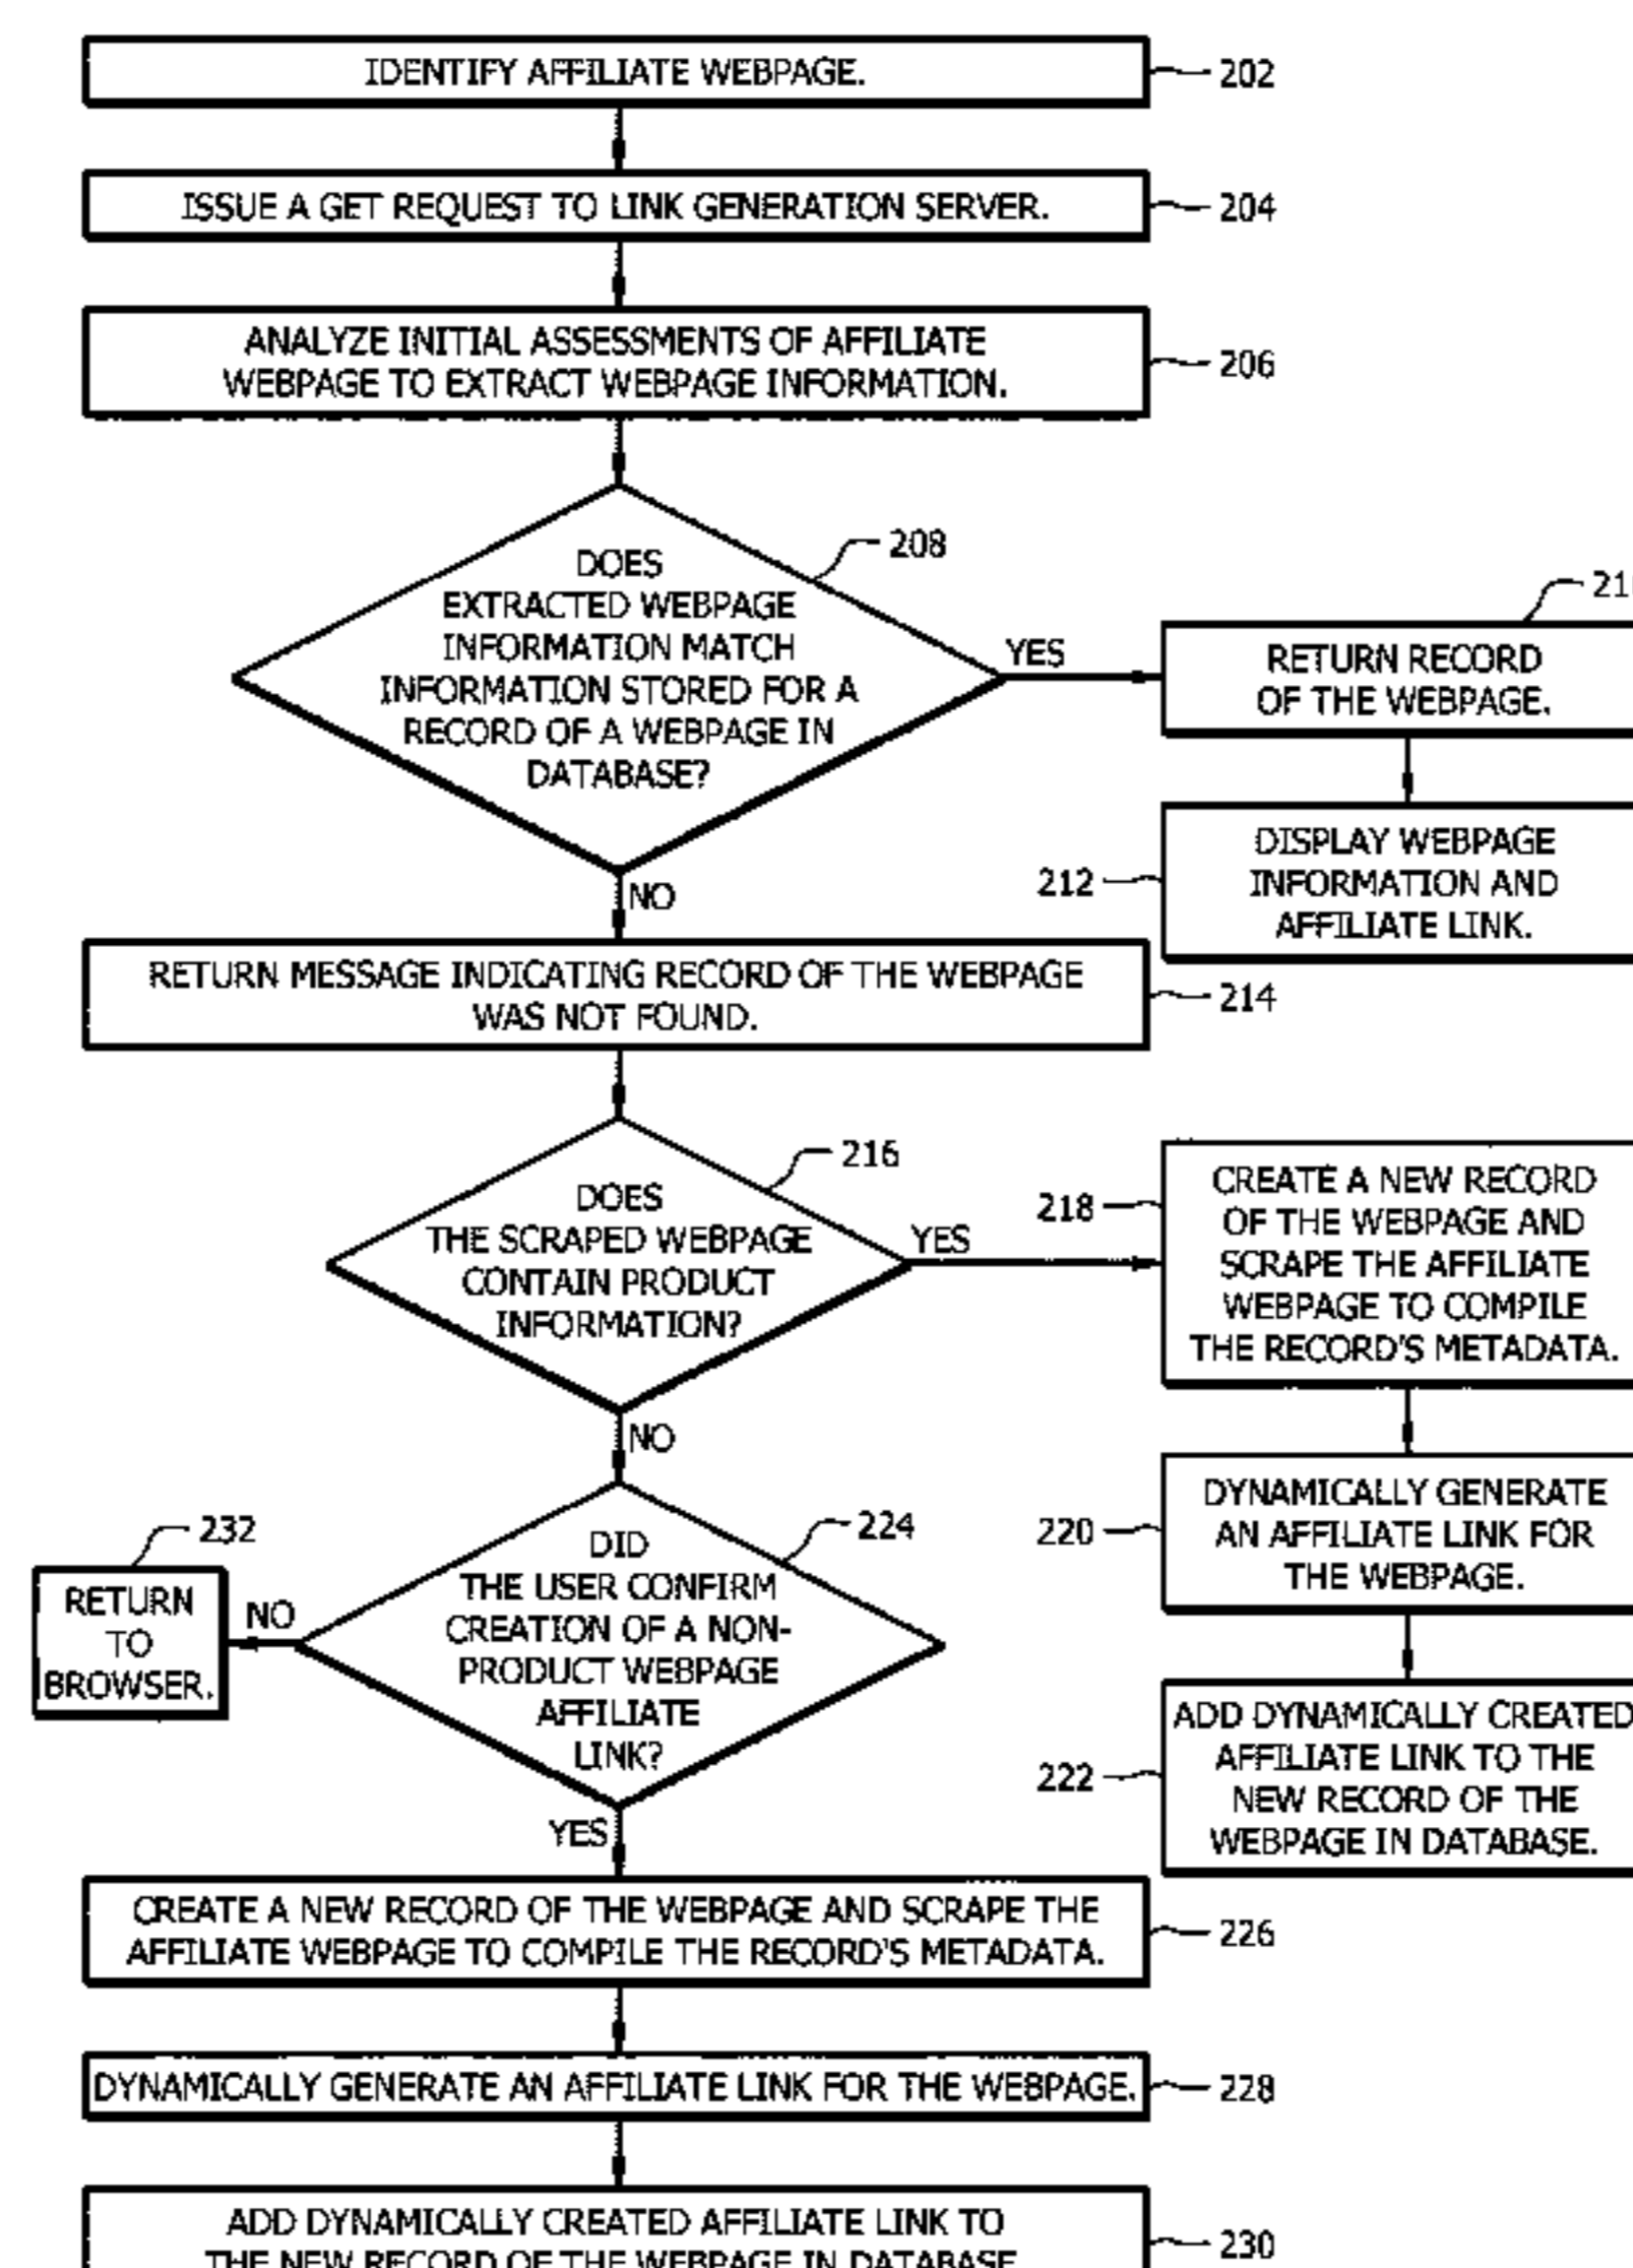 IDENTIFY AFFILIATE WEBPAGE.
202
ISSUE A GET REQUEST TO LINK GENERATION SERVER.
204
ANALYZE INITIAL ASSESSMENTS OF AFFILIATE
WEBPAGE TO EXTRACT WEBPAGE INFORMATION.
206
208
DOES
EXTRACTED WEBPAGE
INFORMATION MATCH
INFORMATION STORED FOR A
RECORD OF A WEBPAGE IN
DATABASE?
YES
RETURN RECORD
OF THE WEBPAGE.
212
DISPLAY WEBPAGE
INFORMATION AND
AFFILIATE LINK.
NO
RETURN MESSAGE INDICATING RECORD OF THE WEBPAGE
WAS NOT FOUND.
214
216
DOES
THE SCRAPED WEBPAGE
CONTAIN PRODUCT
INFORMATION?
YES
218
CREATE A NEW RECORD
OF THE WEBPAGE AND
SCRAPE THE AFFILIATE
WEBPAGE TO COMPILE
THE RECORD'S METADATA.
220
DYNAMICALLY GENERATE
AN AFFILIATE LINK FOR
THE WEBPAGE.
222
ADD DYNAMICALLY CREATED
AFFILIATE LINK TO THE
NEW RECORD OF THE
WEBPAGE IN DATABASE.
NO
224
DID
THE USER CONFIRM
CREATION OF A NON-
PRODUCT WEBPAGE
AFFILIATE
LINK?
NO
232
RETURN
TO
BROWSER.
YES
CREATE A NEW RECORD OF THE WEBPAGE AND SCRAPE THE
AFFILIATE WEBPAGE TO COMPILE THE RECORD'S METADATA.
226
DYNAMICALLY GENERATE AN AFFILIATE LINK FOR THE WEBPAGE.
228
ADD DYNAMICALLY CREATED AFFILIATE LINK TO
THE NEW RECORD OF THE WEBPAGE IN DATABASE
230